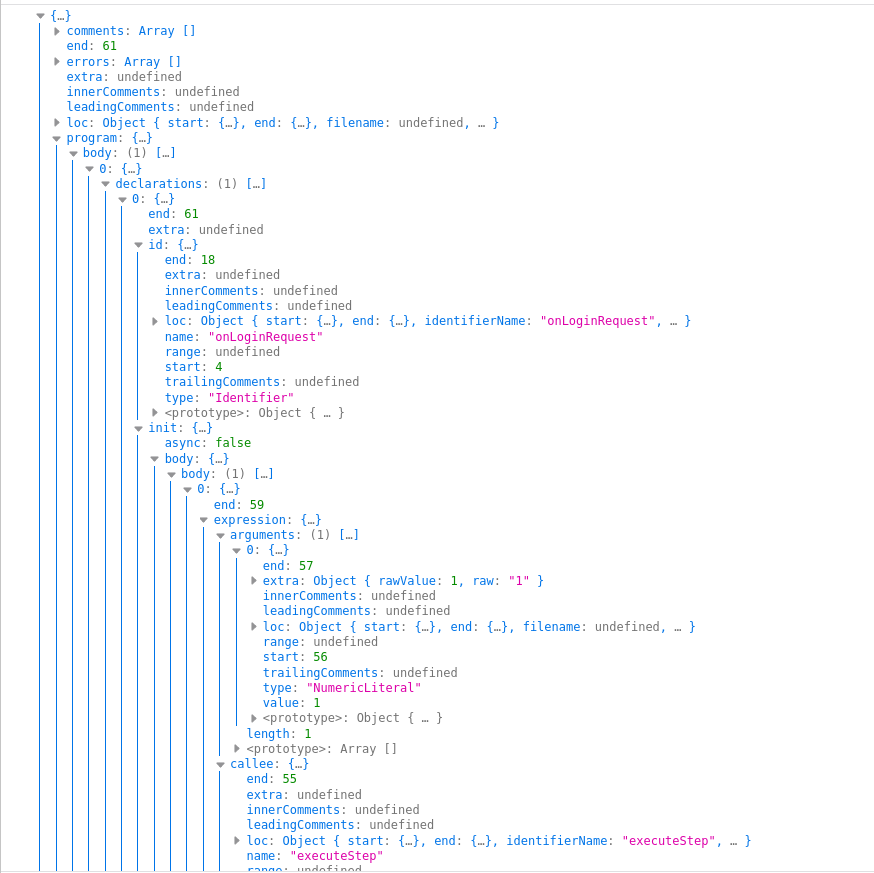 {…}
comments: Array []
end: 61
errors: Array []
extra: undefined
innerComments: undefined
leadingComments: undefined
loc: Object { start: {…}, end: {…}, filename: undefined, … }
program: {…}
body: (1) […]
0: {…}
declarations: (1) […]
0: {…}
end: 61
extra: undefined
id: {…}
end: 18
extra: undefined
innerComments: undefined
leadingComments: undefined
loc: Object { start: {…}, end: {…}, identifierName: "onLoginRequest", … }
name: "onLoginRequest"
range: undefined
start: 4
trailingComments: undefined
type: "Identifier"
<prototype>: Object { … }
init: {…}
async: false
body: {…}
body: (1) […]
0: {…}
end: 59
expression: {…}
arguments: (1) […]
0: {…}
end: 57
extra: Object { rawValue: 1, raw: "1" }
innerComments: undefined
leadingComments: undefined
loc: Object { start: {…}, end: {…}, filename: undefined, … }
range: undefined
start: 56
trailingComments: undefined
type: "NumericLiteral"
value: 1
<prototype>: Object { … }
length: 1
<prototype>: Array []
callee: {…}
end: 55
extra: undefined
innerComments: undefined
leadingComments: undefined
loc: Object { start: {…}, end: {…}, identifierName: "executeStep", … }
name: "executeStep"
range: undefined